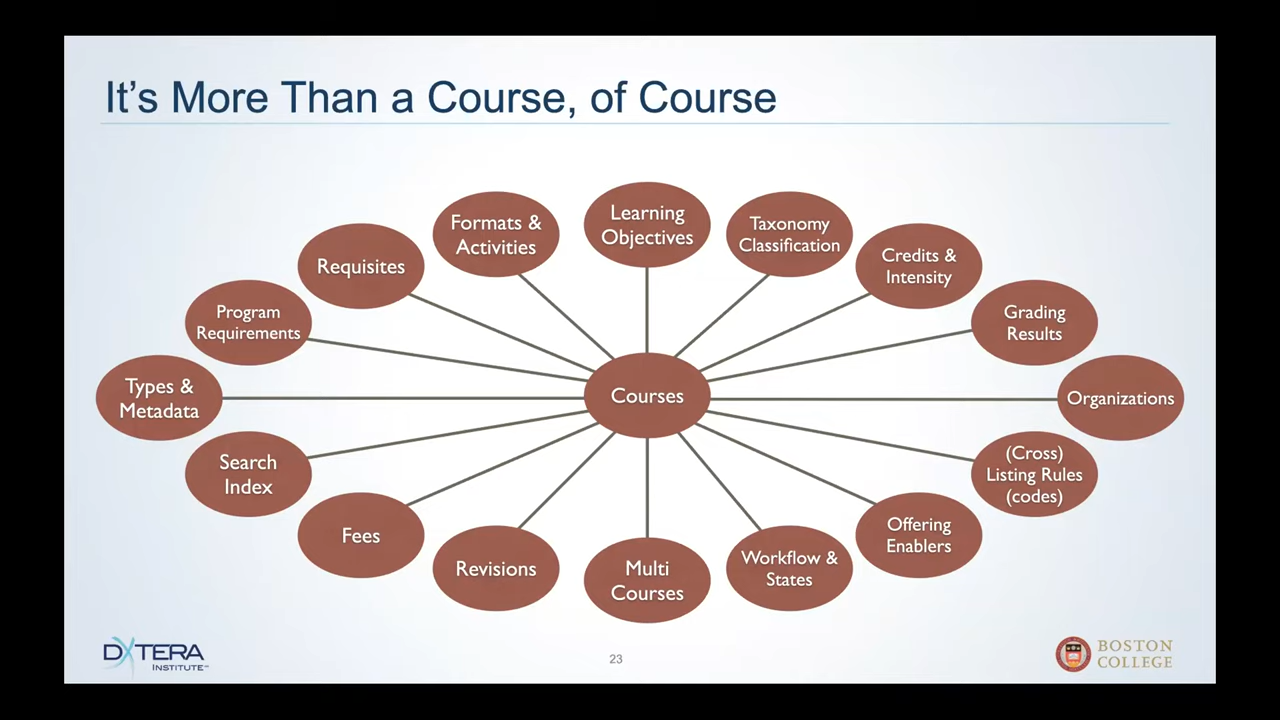 It's More Than a Course, of Course
Learning
Objectives
Formats &
Activities
Taxonomy
Classification
Requisites
Credits &
Intensity
Program
Requirements
Grading
Results
Types &
Metadata
Courses
Organizations
Search
Index
(Cross)
Listing Rules
(codes)
Fees
Offering
Enablers
Revisions
Multi
Courses
Workflow &
States
DXTERA
INSTITUTE
23
BOSTON
COLLEGE